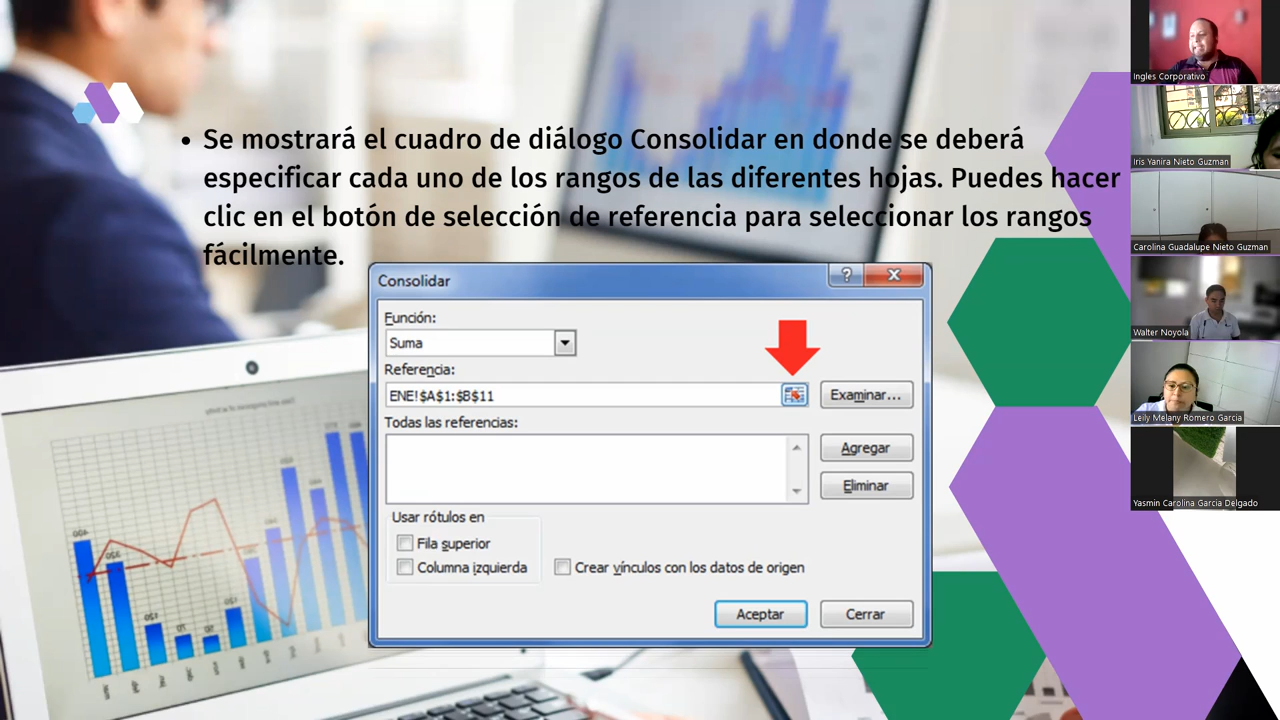 • Se mostrará el cuadro de diálogo Consolidar en donde se deberá
especificar cada uno de los rangos de las diferentes hojas. Puedes hacer
clic en el botón de selección de referencia para seleccionar los rangos
fácilmente.
Consolidar
Función:
Suma
Referencia:
ENE!$A$1:$B$11
Examinar...
Todas las referencias:
Agregar
Eliminar
Usar rótulos en
Fila superior
Columna izquierda
Crear vínculos con los datos de origen
Aceptar
Cerrar
Ingles Corporativo
Iris Yanira Nieto Guzman
Carolina Guadalupe Nieto Guzman
Walter Noyola
Leily Melany Romero Garcia
Yasmin Carolina Garcia Delgado